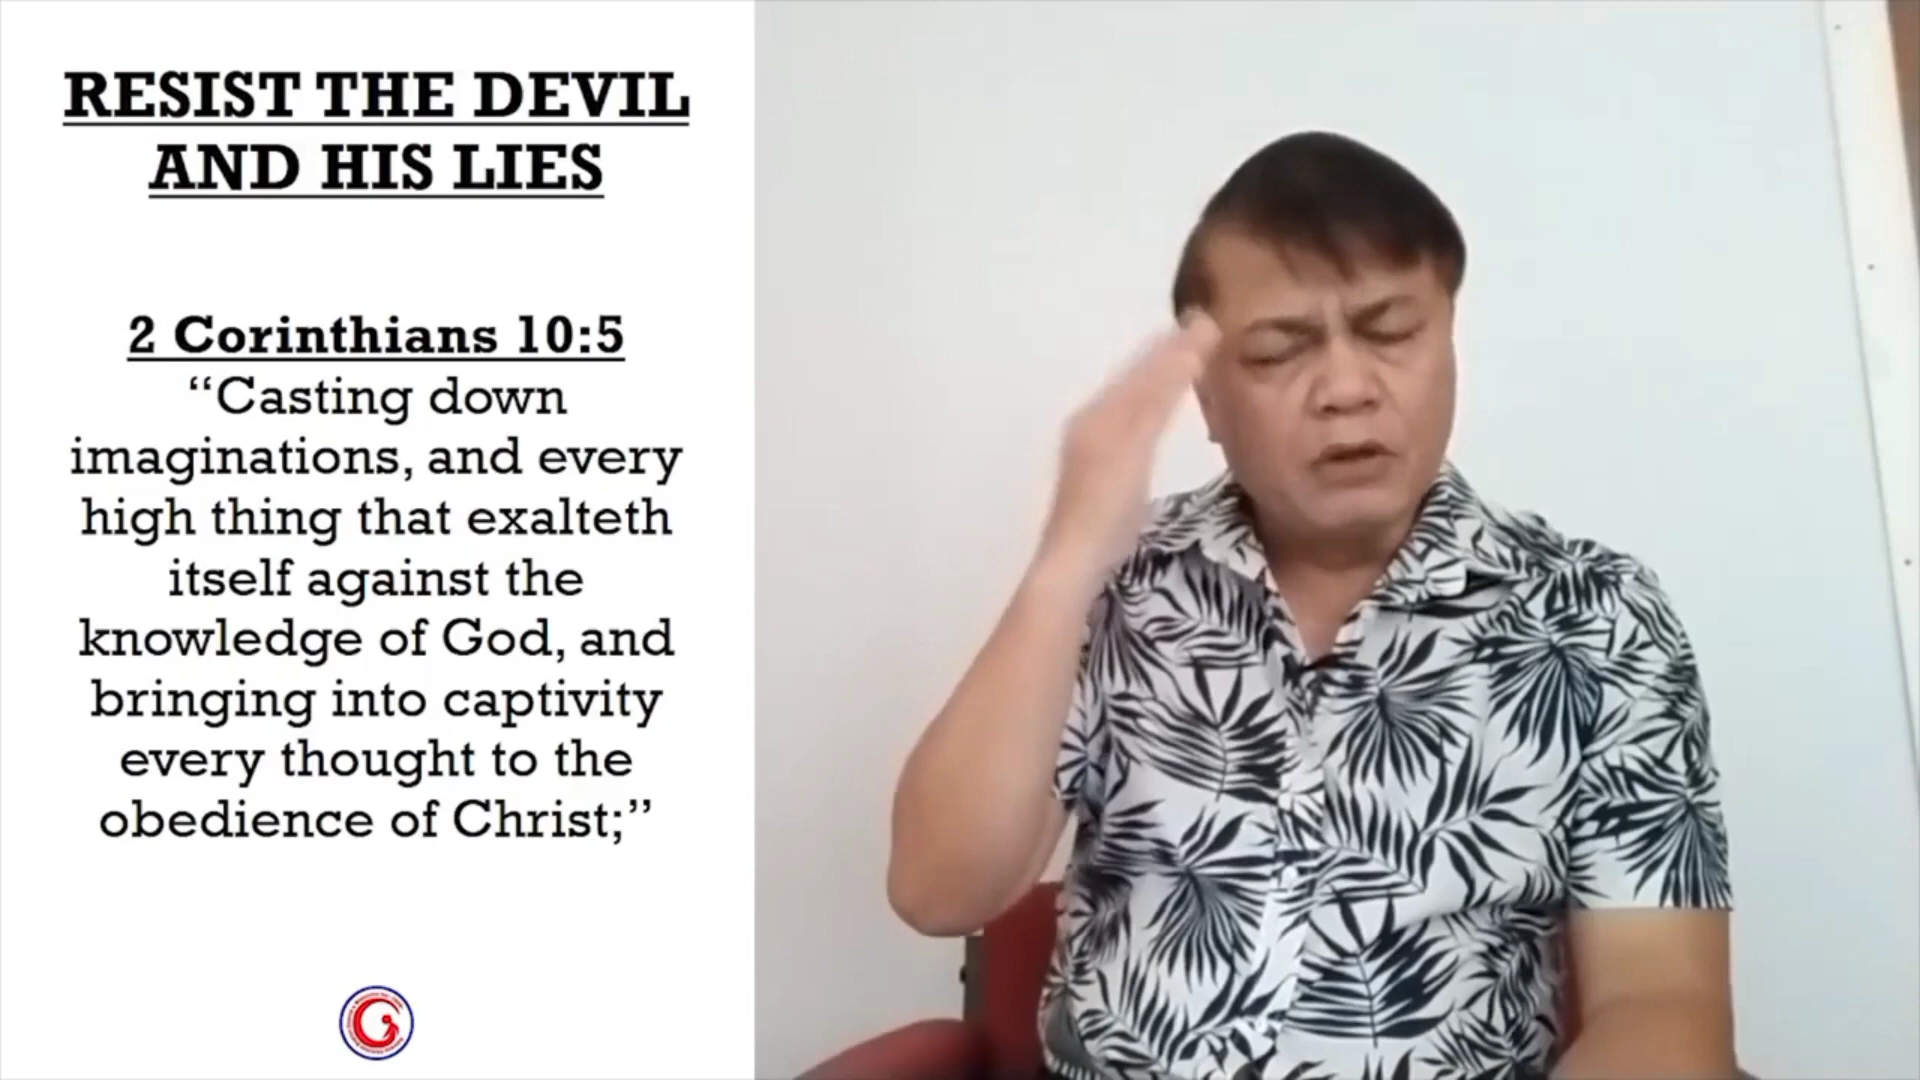 RESIST THE DEVIL
AND HIS LIES
2 Corinthians 10:5
“Casting down
imaginations, and every
high thing that exalteth
itself against the
knowledge of God, and
bringing into captivity
every thought to the
obedience of Christ;”